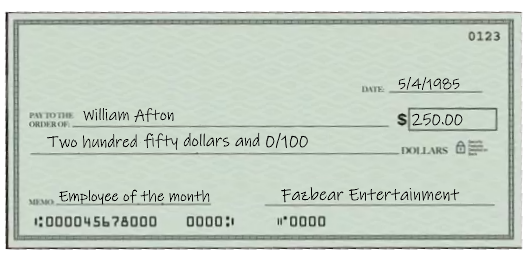 0123
DATE 5/4/1985
PAY TO THE
ORDER OF: William Afton $ 250.00
Two hundred fifty dollars and 0/100 DOLLARS
MEMO: Employee of the month Fazbear Entertainment
⑆000045678000 0000⑆ ⑈0000